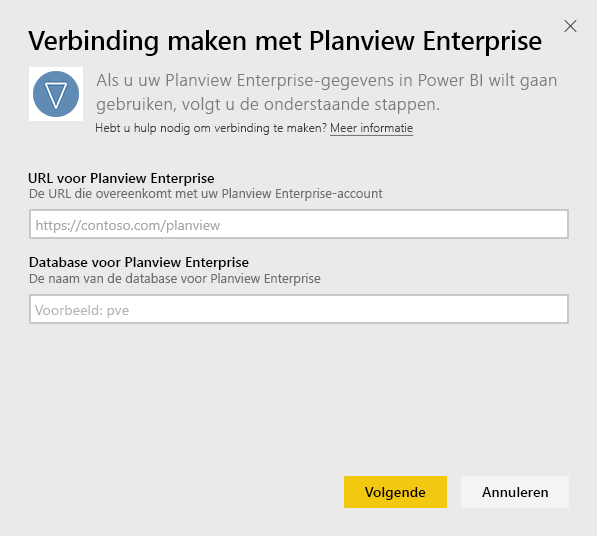 Verbinding maken met Planview Enterprise
Als u uw Planview Enterprise-gegevens in Power BI wilt gaan
gebruiken, volgt u de onderstaande stappen.
Hebt u hulp nodig om verbinding te maken? Meer informatie
URL voor Planview Enterprise
De URL die overeenkomt met uw Planview Enterprise-account
https://contoso.com/planview
Database voor Planview Enterprise
De naam van de database voor Planview Enterprise
Voorbeeld: pve
Volgende Annuleren